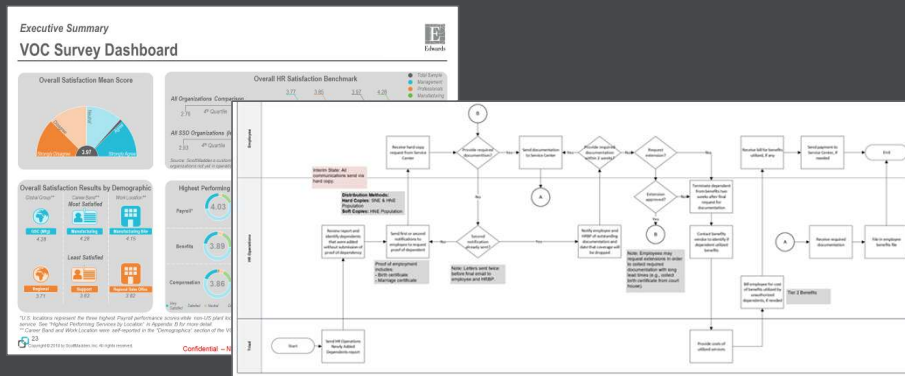 Executive Summary
VOC Survey Dashboard
E
Edwards
Overall Satisfaction Mean Score
Neutral
Strongly Disagree
3.97
Strongly Agree
Overall HR Satisfaction Benchmark
Total Sample
Management
Professionals
Manufacturing
3.77
3.97
All Organizations Comparison
2.76
4th Quartile
All SSO Organizations
4th Quartile
Overall Satisfaction Results by Demographic
Global Group**
Career Band**
Work Location**
Most Satisfied
Manufacturing
4.28
4.28
Least Satisfied
Regional
Support
Regional Sales Office
3.71
Highest Performing
Payroll*
4.03
Benefits
3.89
Compensation
3.86
23
Confidential – N
Employee
HR Operations
Total
Start
Send HR Operations
Newly Added
Dependents report
Review report and
identify dependents
that were added
without submission of
proof of dependency
Receive hard copy
request from Service
Center
Interim State: All
communications sent via
hard copy.
Distribution Methods:
Hard Copies: SNE & HNE
Population
Soft Copies: HNE Population
Send first or second
notifications to
employee to request
proof of dependent
Proof of employment
includes:
- Birth certificate
- Marriage certificate
B
Provide required
documentation?
Yes
No
Second
notification already
sent?
Note: Letters sent twice
before final email to
employee and HRBP.
Send documentation
to Service Center
A
Provide required
documentation
within 2 weeks?
Notify employee and
HRBP of outstanding
documentation and
date that coverage will
be dropped
Request
extension?
Extension
approved?
B
Note: Employees may
request extensions in order
to collect required
documentation with long
lead times (e.g., collect
birth certificate from court
house).
Terminate dependent
from benefits two
weeks after final
request for
documentation
Contact benefits
vendor to identify if
dependent utilized
benefits
Provide costs of
utilized services
Bill employee for cost
of benefits utilized by
unauthorized
dependents, if needed
Tier 2 Benefits
Receive bill for benefits
utilized, if any
Send payment to
Service Center, if
needed
End
A
Receive required
documentation
File in employee
benefits file